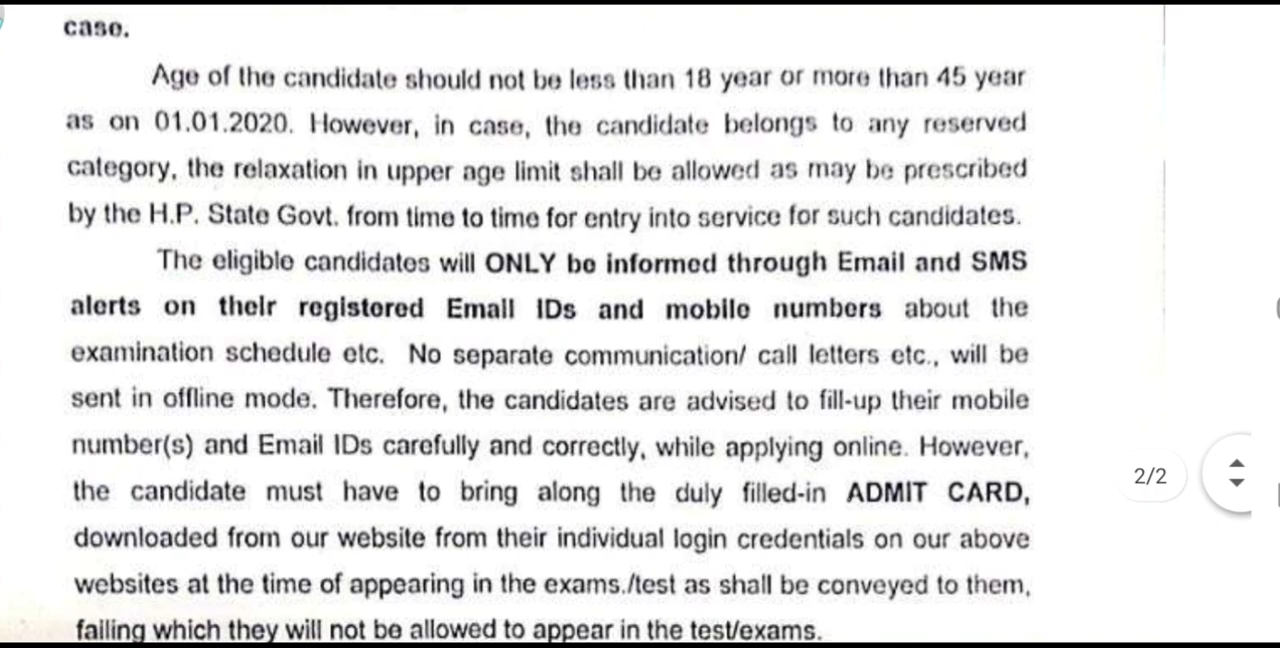 case.
Age of the candidate should not be less than 18 year or more than 45 year
as on 01.01.2020. However, in case, the candidate belongs to any reserved
category, the relaxation in upper age limit shall be allowed as may be prescribed
by the H.P. State Govt. from time to time for entry into service for such candidates.
The eligible candidates will ONLY be informed through Email and SMS
alerts on their registered Email IDs and mobile numbers about the
examination schedule etc. No separate communication/ call letters etc., will be
sent in offline mode. Therefore, the candidates are advised to fill-up their mobile
number(s) and Email IDs carefully and correctly, while applying online. However,
the candidate must have to bring along the duly filled-in ADMIT CARD,
2/2
downloaded from our website from their individual login credentials on our above
websites at the time of appearing in the exams./test as shall be conveyed to them,
failing which they will not be allowed to appear in the test/exams.